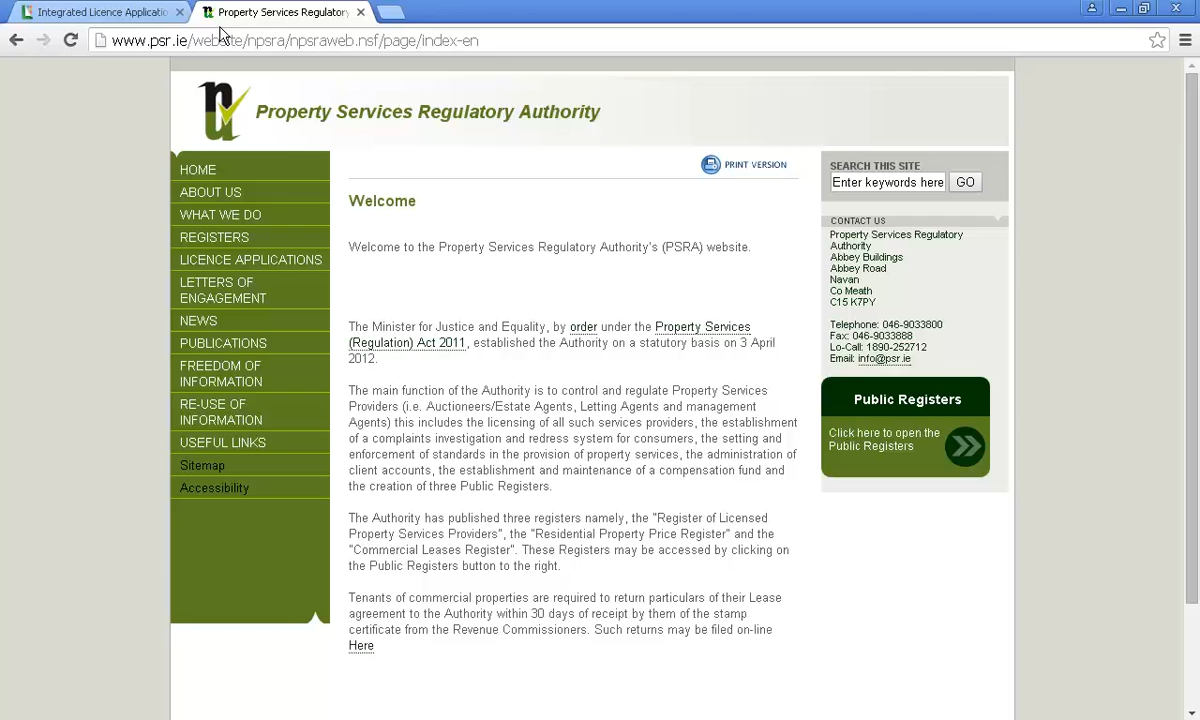 Integrated Licence Applicatio
Property Services Regulatory
www.psr.ie/website/npsra/npsraweb.nsf/page/index-en
Property Services Regulatory Authority
HOME
ABOUT US
WHAT WE DO
REGISTERS
LICENCE APPLICATIONS
LETTERS OF
ENGAGEMENT
NEWS
PUBLICATIONS
FREEDOM OF
INFORMATION
RE-USE OF
INFORMATION
USEFUL LINKS
Sitemap
Accessibility
PRINT VERSION
Welcome
Welcome to the Property Services Regulatory Authority's (PSRA) website.
The Minister for Justice and Equality, by order under the Property Services
(Regulation) Act 2011, established the Authority on a statutory basis on 3 April
2012.
The main function of the Authority is to control and regulate Property Services
Providers (i.e. Auctioneers/Estate Agents, Letting Agents and management
Agents) this includes the licensing of all such services providers, the establishment
of a complaints investigation and redress system for consumers, the setting and
enforcement of standards in the provision of property services, the administration of
client accounts, the establishment and maintenance of a compensation fund and
the creation of three Public Registers.
The Authority has published three registers namely, the "Register of Licensed
Property Services Providers", the "Residential Property Price Register" and the
"Commercial Leases Register". These Registers may be accessed by clicking on
the Public Registers button to the right.
Tenants of commercial properties are required to return particulars of their Lease
agreement to the Authority within 30 days of receipt by them of the stamp
certificate from the Revenue Commissioners. Such returns may be filed on-line
Here
SEARCH THIS SITE
Enter keywords here
GO
CONTACT US
Property Services Regulatory
Authority
Abbey Buildings
Abbey Road
Navan
Co Meath
C15 K7PY
Telephone: 046-9033800
Fax: 046-9033888
Lo-Call: 1890-252712
Email: info@psr.ie
Public Registers
Click here to open the
Public Registers